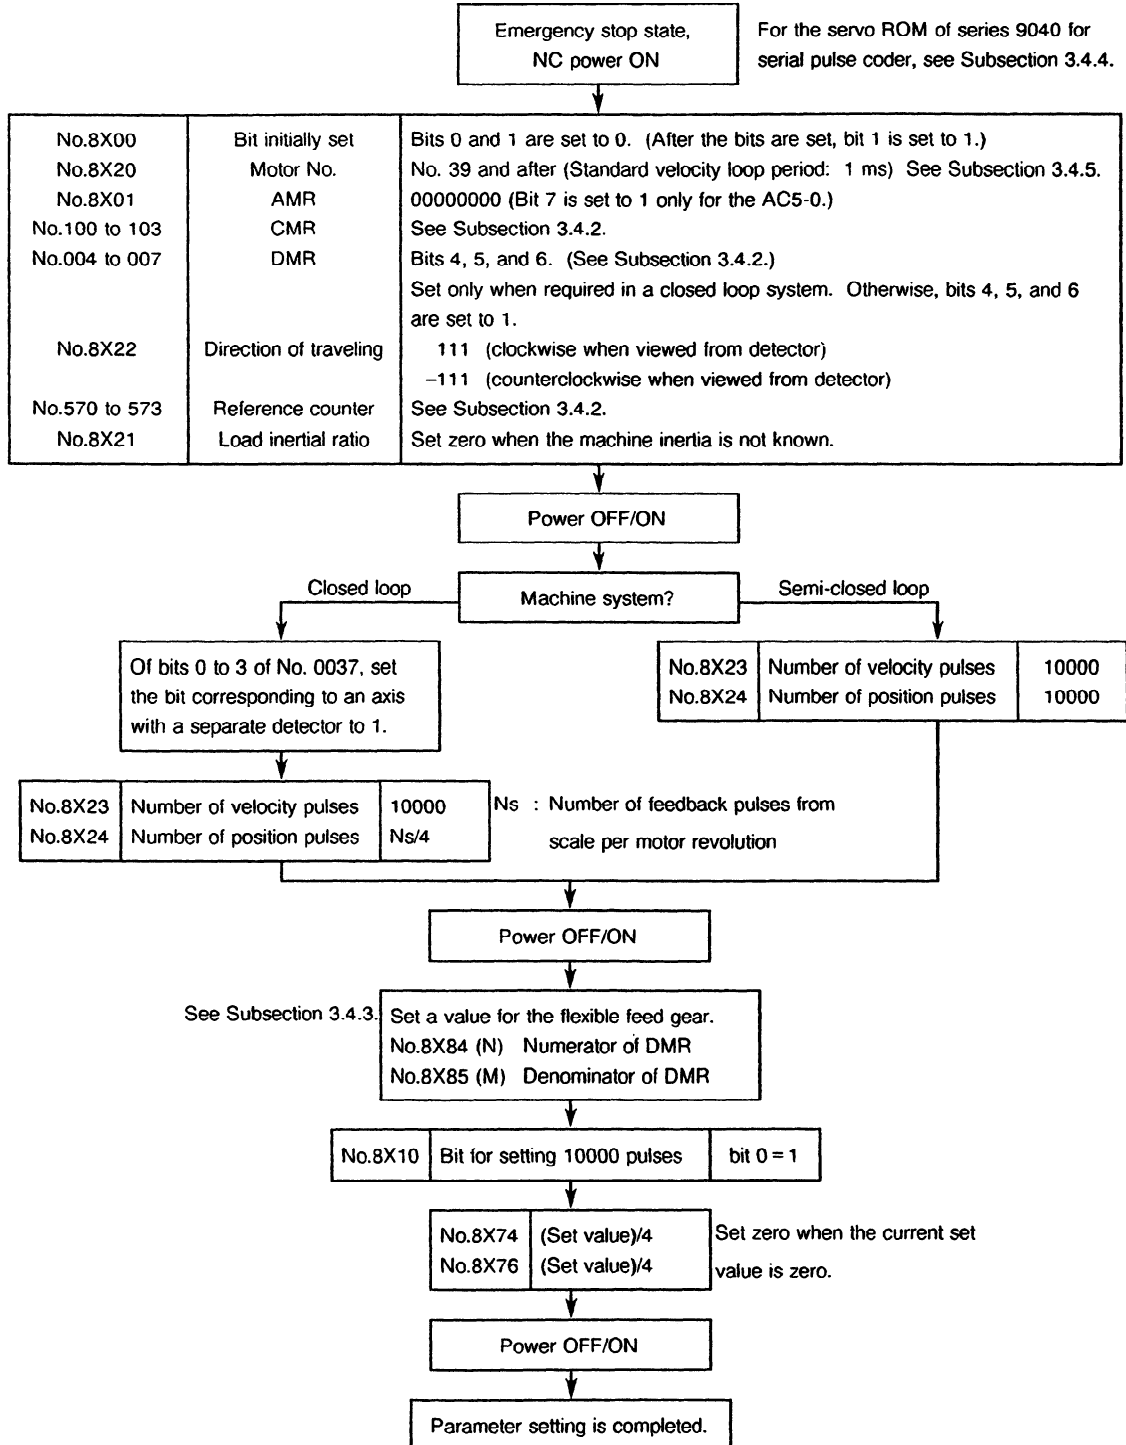 Emergency stop state,
NC power ON
For the servo ROM of series 9040 for
serial pulse coder, see Subsection 3.4.4.
No.8X00 Bit initially set Bits 0 and 1 are set to 0. (After the bits are set, bit 1 is set to 1.)
No.8X20 Motor No. No. 39 and after (Standard velocity loop period: 1 ms) See Subsection 3.4.5.
No.8X01 AMR 00000000 (Bit 7 is set to 1 only for the AC5-0.)
No.100 to 103 CMR See Subsection 3.4.2.
No.004 to 007 DMR Bits 4, 5, and 6. (See Subsection 3.4.2.)
Set only when required in a closed loop system. Otherwise, bits 4, 5, and 6
are set to 1.
No.8X22 Direction of traveling 111 (clockwise when viewed from detector)
−111 (counterclockwise when viewed from detector)
No.570 to 573 Reference counter See Subsection 3.4.2.
No.8X21 Load inertial ratio Set zero when the machine inertia is not known.
Power OFF/ON
Closed loop
Machine system?
Semi-closed loop
Of bits 0 to 3 of No. 0037, set
the bit corresponding to an axis
with a separate detector to 1.
No.8X23 Number of velocity pulses 10000
No.8X24 Number of position pulses 10000
No.8X23 Number of velocity pulses 10000
No.8X24 Number of position pulses Ns/4
Ns : Number of feedback pulses from
scale per motor revolution
Power OFF/ON
See Subsection 3.4.3.
Set a value for the flexible feed gear.
No.8X84 (N) Numerator of DMR
No.8X85 (M) Denominator of DMR
No.8X10 Bit for setting 10000 pulses bit 0 = 1
No.8X74 (Set value)/4
No.8X76 (Set value)/4
Set zero when the current set
value is zero.
Power OFF/ON
Parameter setting is completed.